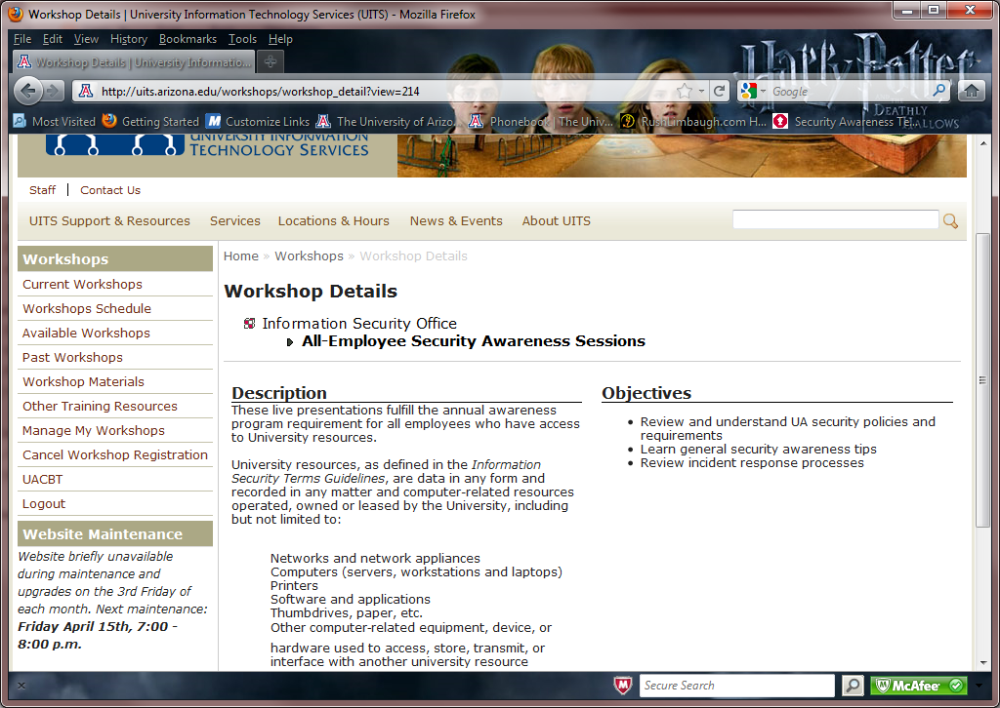 Workshop Details | University Information Technology Services (UITS) - Mozilla Firefox
File Edit View History Bookmarks Tools Help
Harry Potter
Workshop Details | University Informatio...
http://uits.arizona.edu/workshops/workshop_detail?view=214
Google
Most Visited Getting Started Customize Links The University of Arizo... Phonebook | The Univ... RushLimbaugh.com H... Security Awareness Te...
DEATHLY
HALLOWS
UNIVERSITY INFORMATION
TECHNOLOGY SERVICES
Staff | Contact Us
UITS Support & Resources Services Locations & Hours News & Events About UITS
Workshops
Current Workshops
Workshops Schedule
Available Workshops
Past Workshops
Workshop Materials
Other Training Resources
Manage My Workshops
Cancel Workshop Registration
UACBT
Logout
Website Maintenance
Website briefly unavailable
during maintenance and
upgrades on the 3rd Friday of
each month. Next maintenance:
Friday April 15th, 7:00 -
8:00 p.m.
Home » Workshops » Workshop Details
Workshop Details
Information Security Office
All-Employee Security Awareness Sessions
Description
These live presentations fulfill the annual awareness
program requirement for all employees who have access
to University resources.
University resources, as defined in the Information
Security Terms Guidelines, are data in any form and
recorded in any matter and computer-related resources
operated, owned or leased by the University, including
but not limited to:
Networks and network appliances
Computers (servers, workstations and laptops)
Printers
Software and applications
Thumbdrives, paper, etc.
Other computer-related equipment, device, or
hardware used to access, store, transmit, or
interface with another university resource
Objectives
• Review and understand UA security policies and
requirements
• Learn general security awareness tips
• Review incident response processes
Secure Search
McAfee